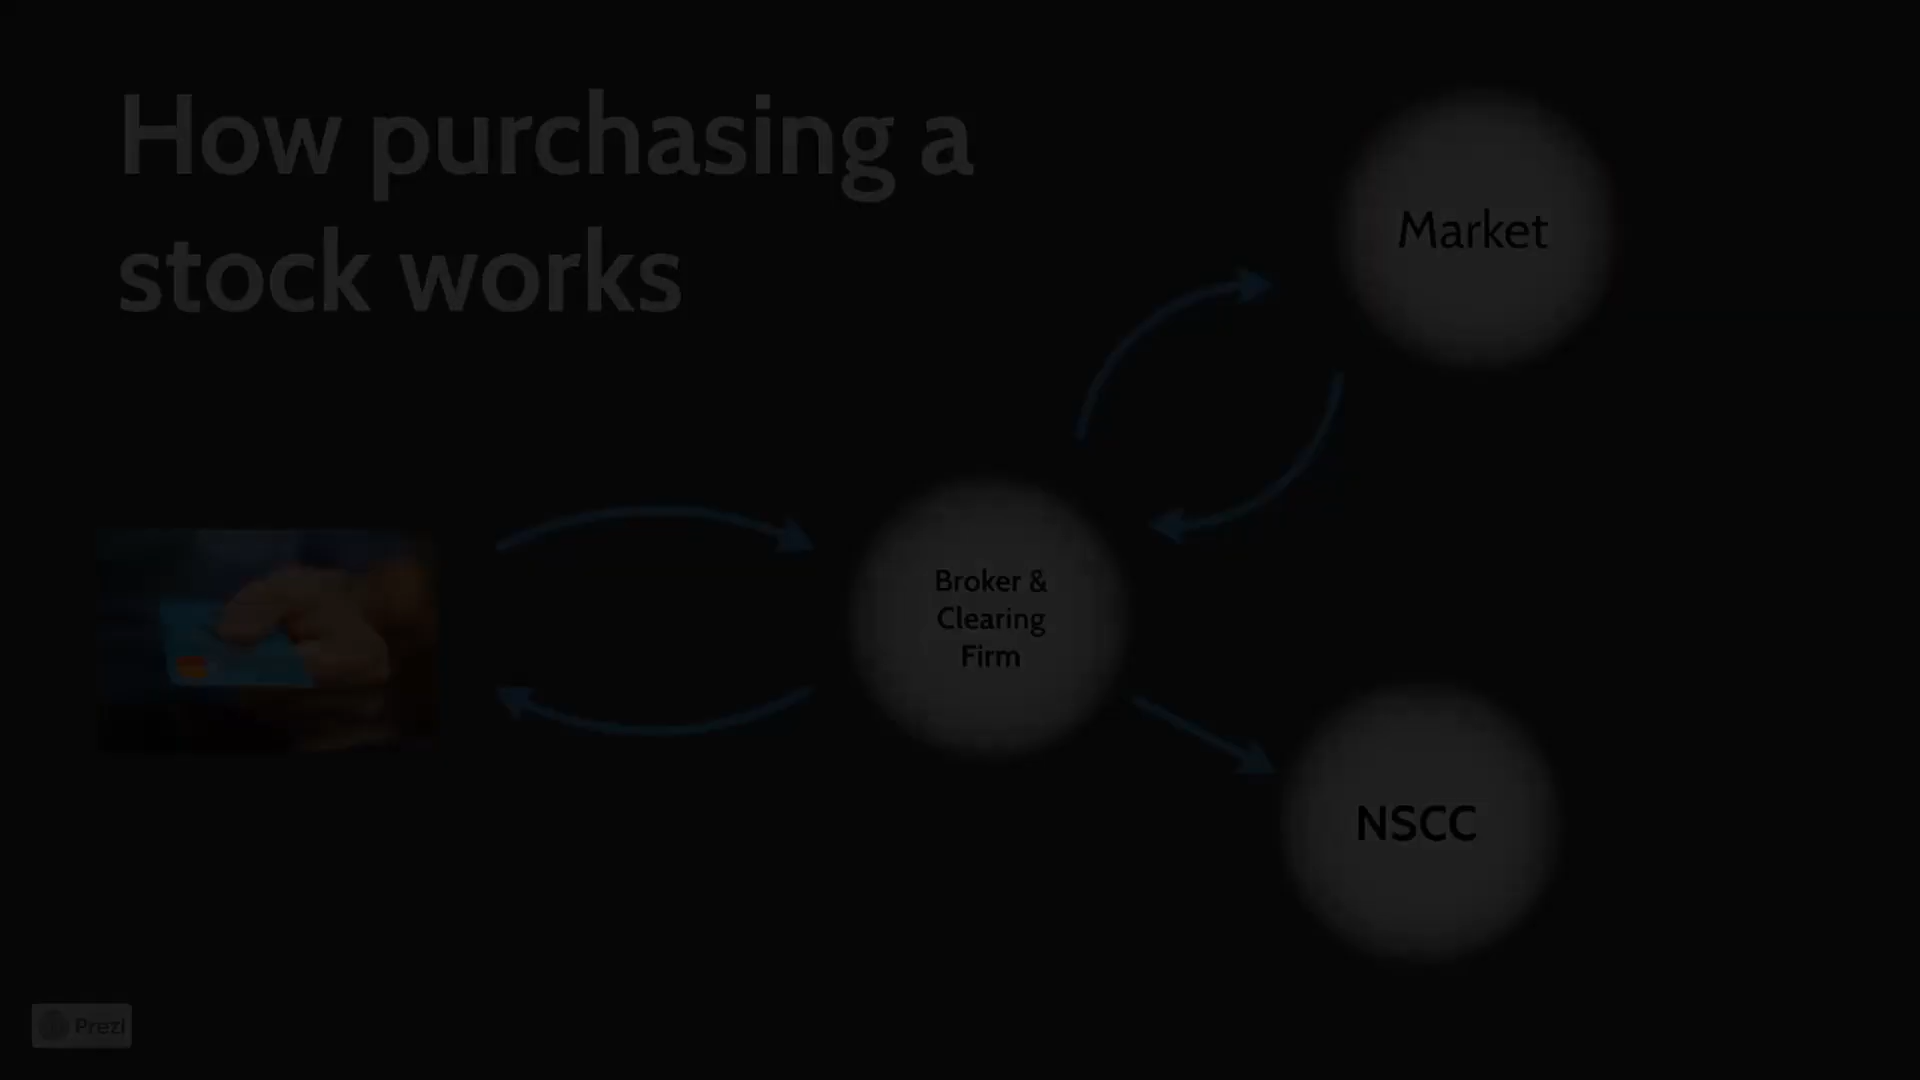 How purchasing a
stock works
Market
Broker &
Clearing
Firm
NSCC
Prezi